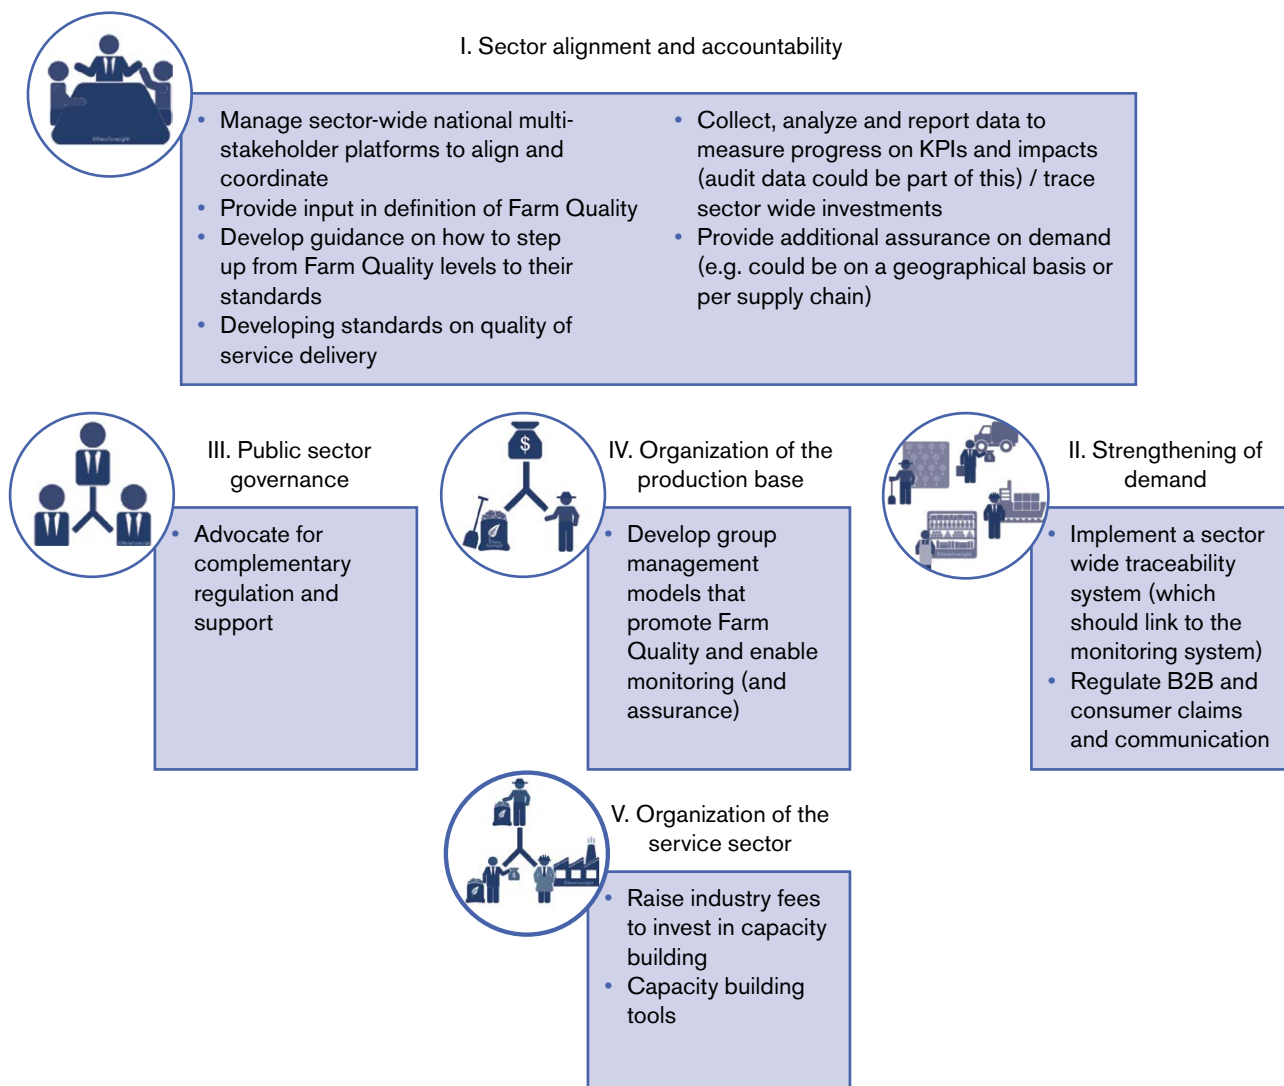 I. Sector alignment and accountability
• Manage sector-wide national multi-
stakeholder platforms to align and
coordinate
• Provide input in definition of Farm Quality
• Develop guidance on how to step
up from Farm Quality levels to their
standards
• Developing standards on quality of
service delivery
• Collect, analyze and report data to
measure progress on KPIs and impacts
(audit data could be part of this) / trace
sector wide investments
• Provide additional assurance on demand
(e.g. could be on a geographical basis or
per supply chain)
III. Public sector
governance
• Advocate for
complementary
regulation and
support
$
IV. Organization of the
production base
• Develop group
management
models that
promote Farm
Quality and enable
monitoring (and
assurance)
II. Strengthening of
demand
• Implement a sector
wide traceability
system (which
should link to the
monitoring system)
• Regulate B2B and
consumer claims
and communication
V. Organization of the
service sector
• Raise industry fees
to invest in capacity
building
• Capacity building
tools